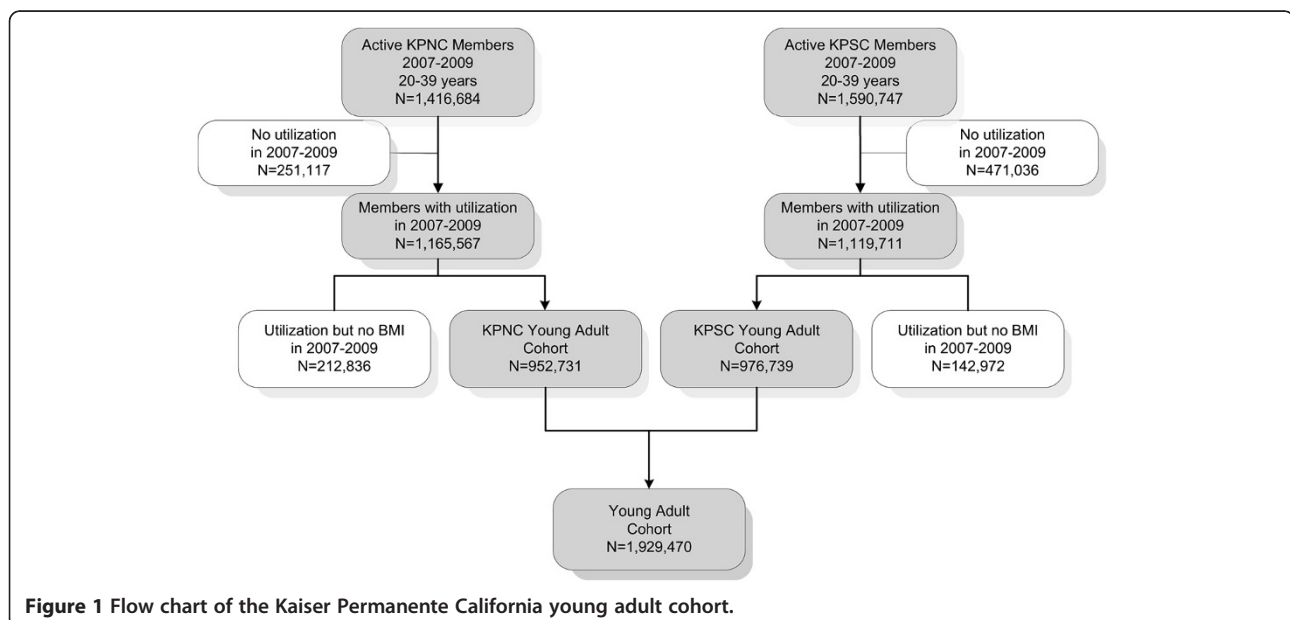 Active KPNC Members
2007-2009
20-39 years
N=1,416,684
Active KPSC Members
2007-2009
20-39 years
N=1,590,747
No utilization
in 2007-2009
N=251,117
No utilization
in 2007-2009
N=471,036
Members with utilization
in 2007-2009
N=1,165,567
Members with utilization
in 2007-2009
N=1,119,711
Utilization but no BMI
in 2007-2009
N=212,836
KPNC Young Adult
Cohort
N=952,731
KPSC Young Adult
Cohort
N=976,739
Utilization but no BMI
in 2007-2009
N=142,972
Young Adult
Cohort
N=1,929,470
Figure 1 Flow chart of the Kaiser Permanente California young adult cohort.